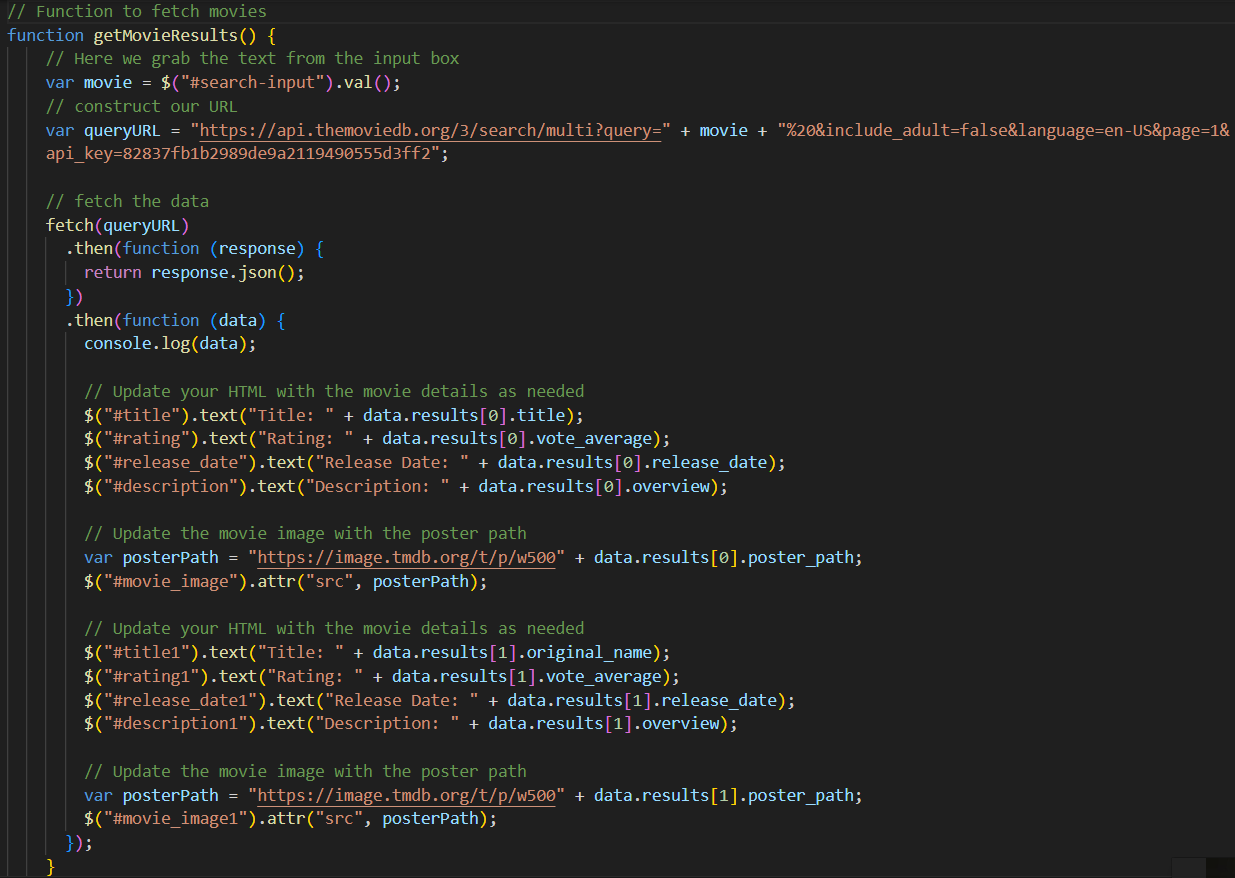 // Function to fetch movies
function getMovieResults() {
// Here we grab the text from the input box
var movie = $("#search-input").val();
// construct our URL
var queryURL = "https://api.themoviedb.org/3/search/multi?query=" + movie + "%20&include_adult=false&language=en-US&page=1&
api_key=82837fb1b2989de9a2119490555d3ff2";
// fetch the data
fetch(queryURL)
.then(function (response) {
return response.json();
})
.then(function (data) {
console.log(data);
// Update your HTML with the movie details as needed
$("#title").text("Title: " + data.results[0].title);
$("#rating").text("Rating: " + data.results[0].vote_average);
$("#release_date").text("Release Date: " + data.results[0].release_date);
$("#description").text("Description: " + data.results[0].overview);
// Update the movie image with the poster path
var posterPath = "https://image.tmdb.org/t/p/w500" + data.results[0].poster_path;
$("#movie_image").attr("src", posterPath);
// Update your HTML with the movie details as needed
$("#title1").text("Title: " + data.results[1].original_name);
$("#rating1").text("Rating: " + data.results[1].vote_average);
$("#release_date1").text("Release Date: " + data.results[1].release_date);
$("#description1").text("Description: " + data.results[1].overview);
// Update the movie image with the poster path
var posterPath = "https://image.tmdb.org/t/p/w500" + data.results[1].poster_path;
$("#movie_image1").attr("src", posterPath);
});
}